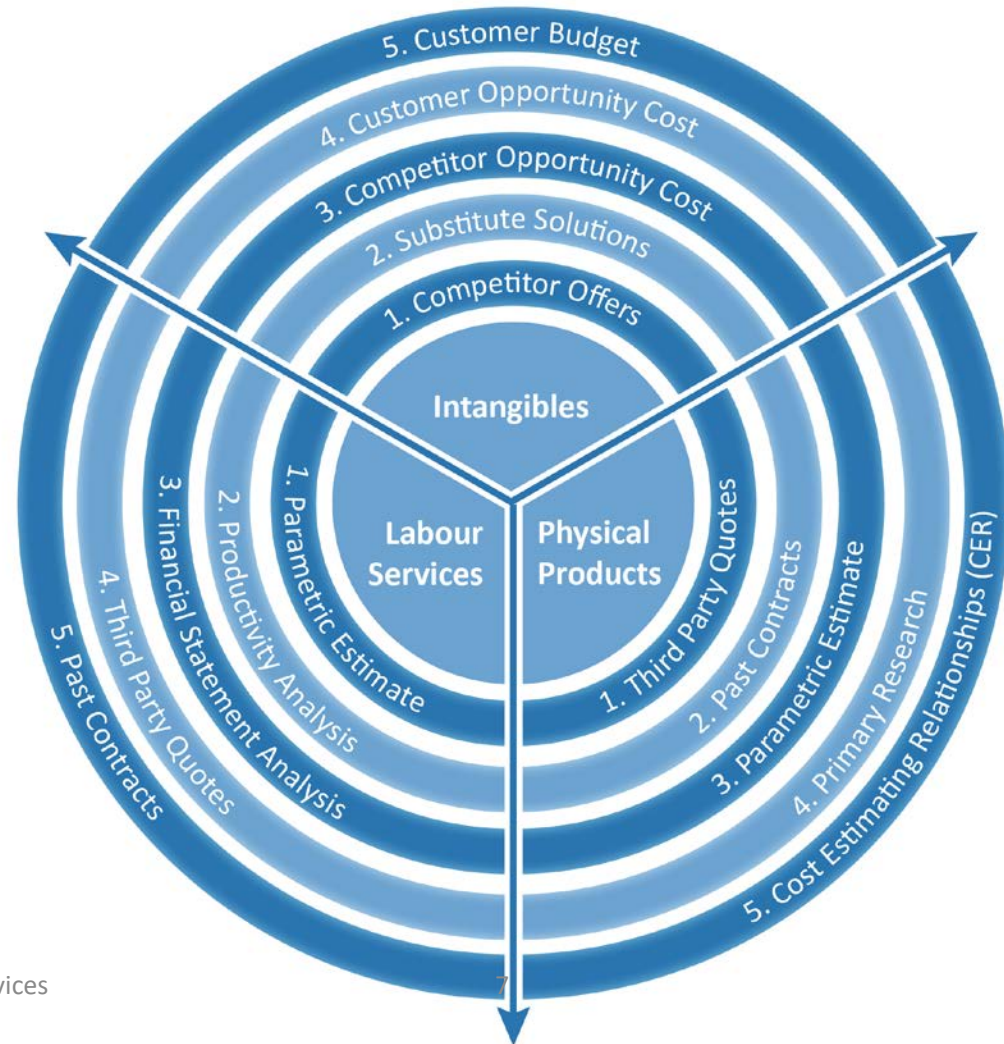 5. Customer Budget
4. Customer Opportunity Cost
3. Competitor Opportunity Cost
2. Substitute Solutions
1. Competitor Offers
Intangibles
Labour
Services
Physical
Products
1. Parametric Estimate
2. Productivity Analysis
3. Financial Statement Analysis
4. Third Party Quotes
5. Past Contracts
1. Third Party Quotes
2. Past Contracts
3. Parametric Estimate
4. Primary Research
5. Cost Estimating Relationships (CER)
vices
7